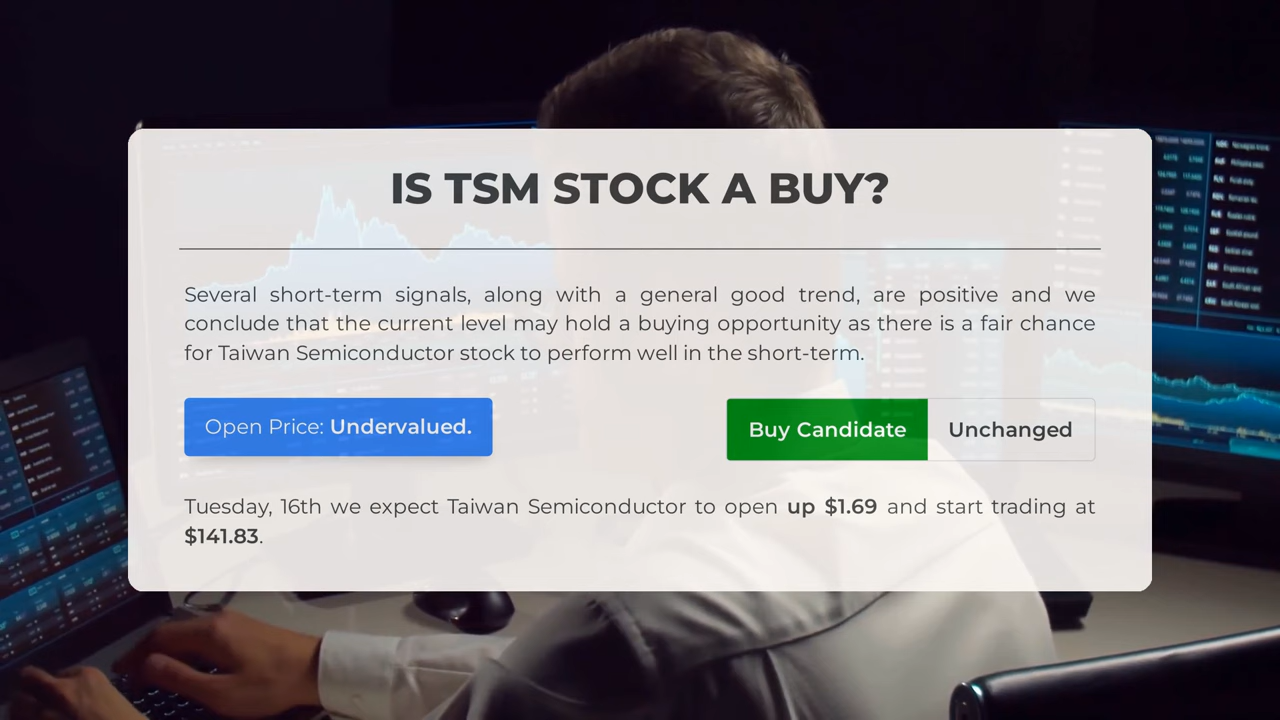 IS TSM STOCK A BUY?
Several short-term signals, along with a general good trend, are positive and we
conclude that the current level may hold a buying opportunity as there is a fair chance
for Taiwan Semiconductor stock to perform well in the short-term.
Open Price: Undervalued.
Buy Candidate Unchanged
Tuesday, 16th we expect Taiwan Semiconductor to open up $1.69 and start trading at
$141.83.